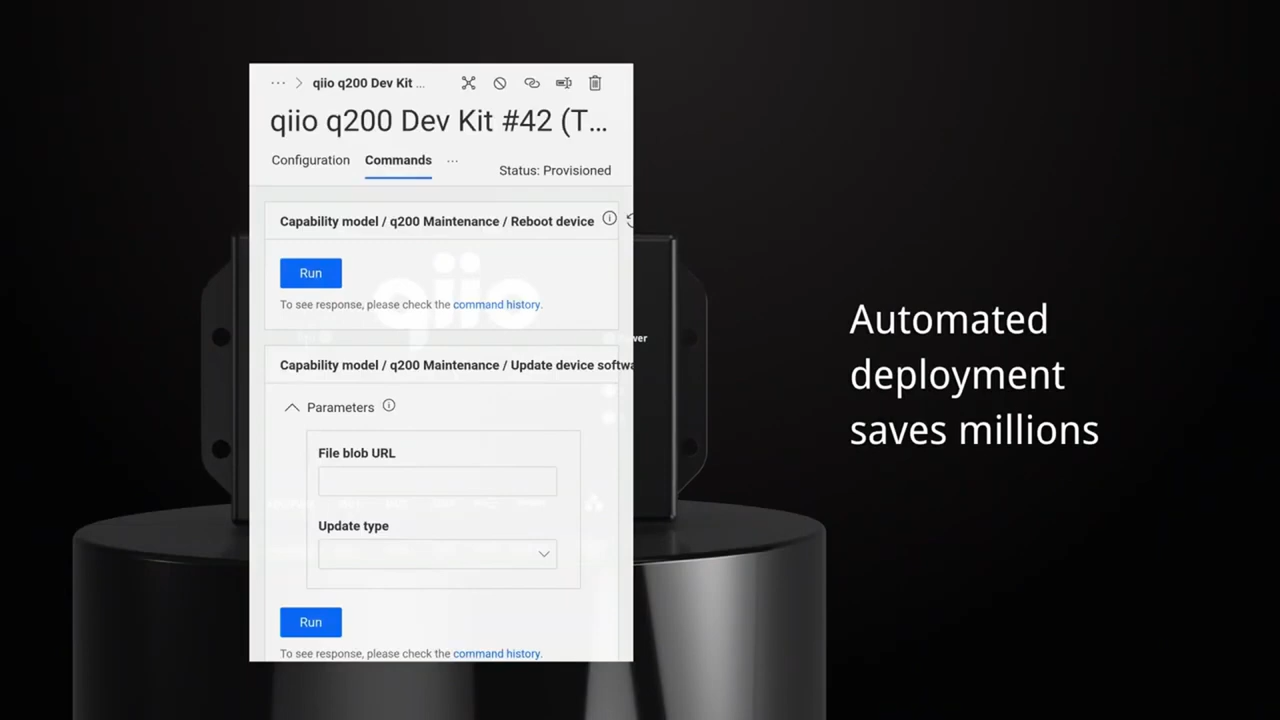 ... > qiio q200 Dev Kit ...
qiio q200 Dev Kit #42 (T...
Configuration Commands ...
Status: Provisioned
Capability model / q200 Maintenance / Reboot device
Run
To see response, please check the command history.
qiio
Capability model / q200 Maintenance / Update device softwa
Parameters
File blob URL
Update type
Run
To see response, please check the command history.
Automated
deployment
saves millions